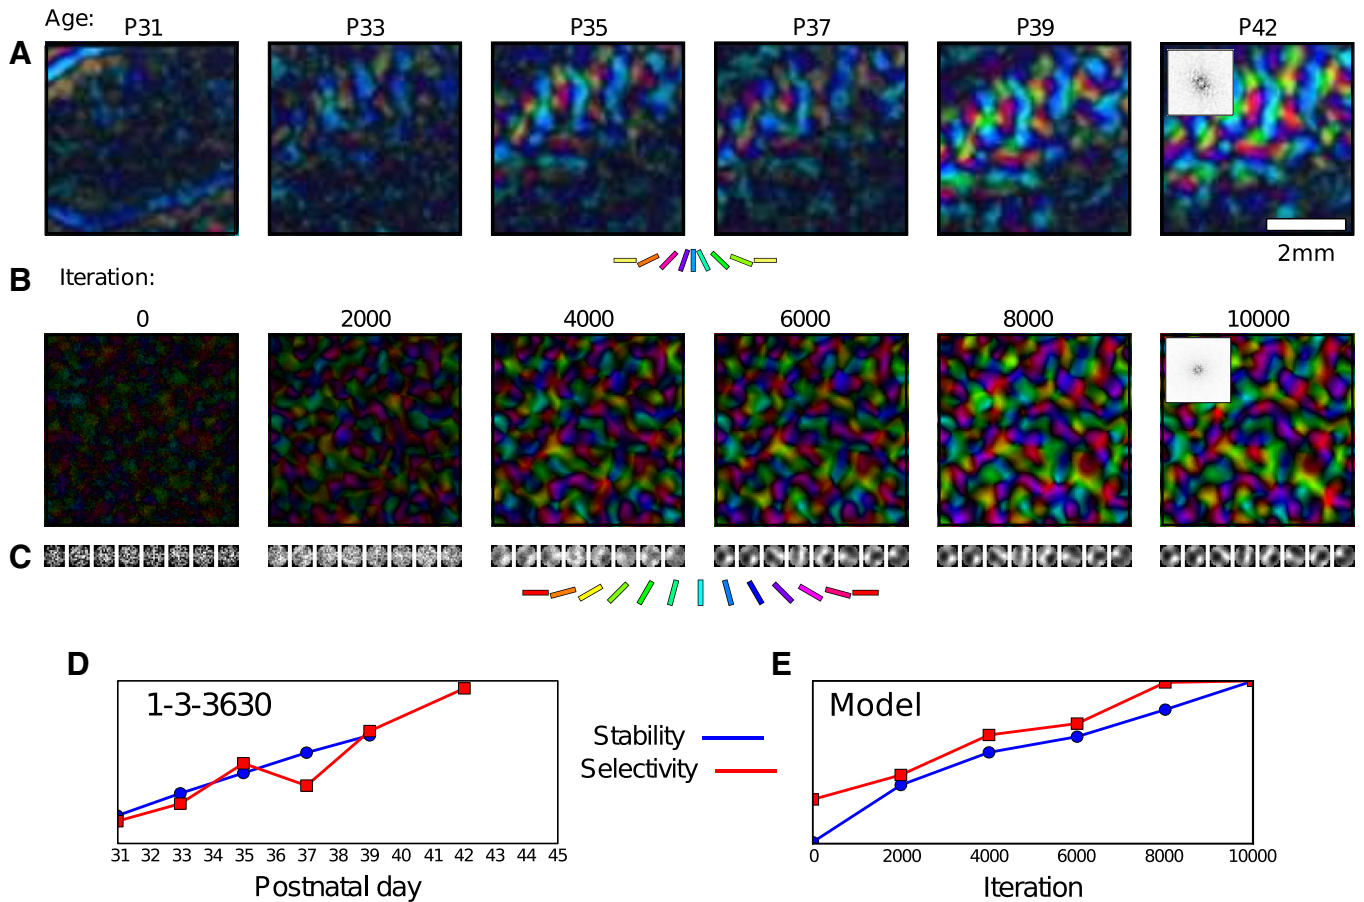 Age:
P31 P33 P35 P37 P39 P42
A
2mm
B Iteration:
0 2000 4000 6000 8000 10000
C
D E
1-3-3630 Model
Stability
Selectivity
31 32 33 34 35 36 37 38 39 40 41 42 43 44 45
0 2000 4000 6000 8000 10000
Postnatal day Iteration